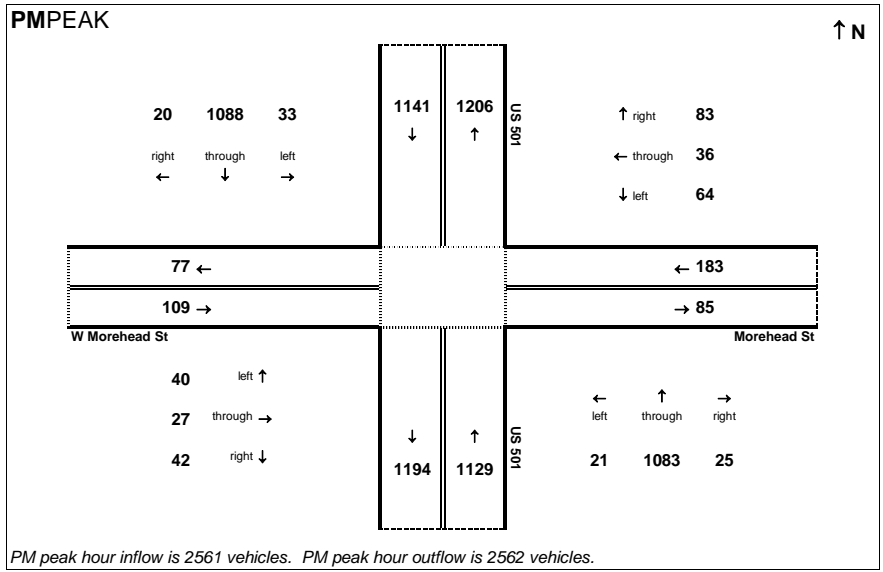 PMPEAK
↑ N
20 1088 33
right through left
← ↓ →
1141 1206
↓ ↑
US 501
↑ right 83
← through 36
↓ left 64
77 ←
← 183
109 →
→ 85
W Morehead St
Morehead St
40 left ↑
27 through →
42 right ↓
↓ ↑
1194 1129
US 501
← ↑ →
left through right
21 1083 25
PM peak hour inflow is 2561 vehicles. PM peak hour outflow is 2562 vehicles.